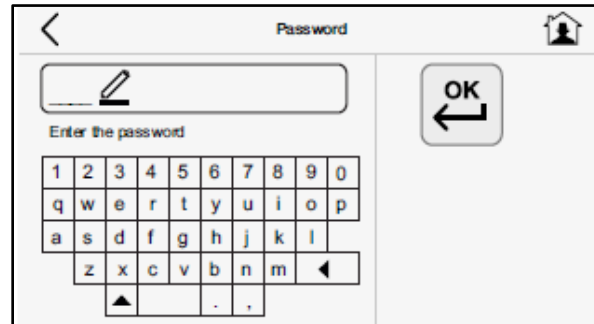 Password
OK
Enter the password
1 2 3 4 5 6 7 8 9 0
q w e r t y u i o p
a s d f g h j k l
z x c v b n m
. ,